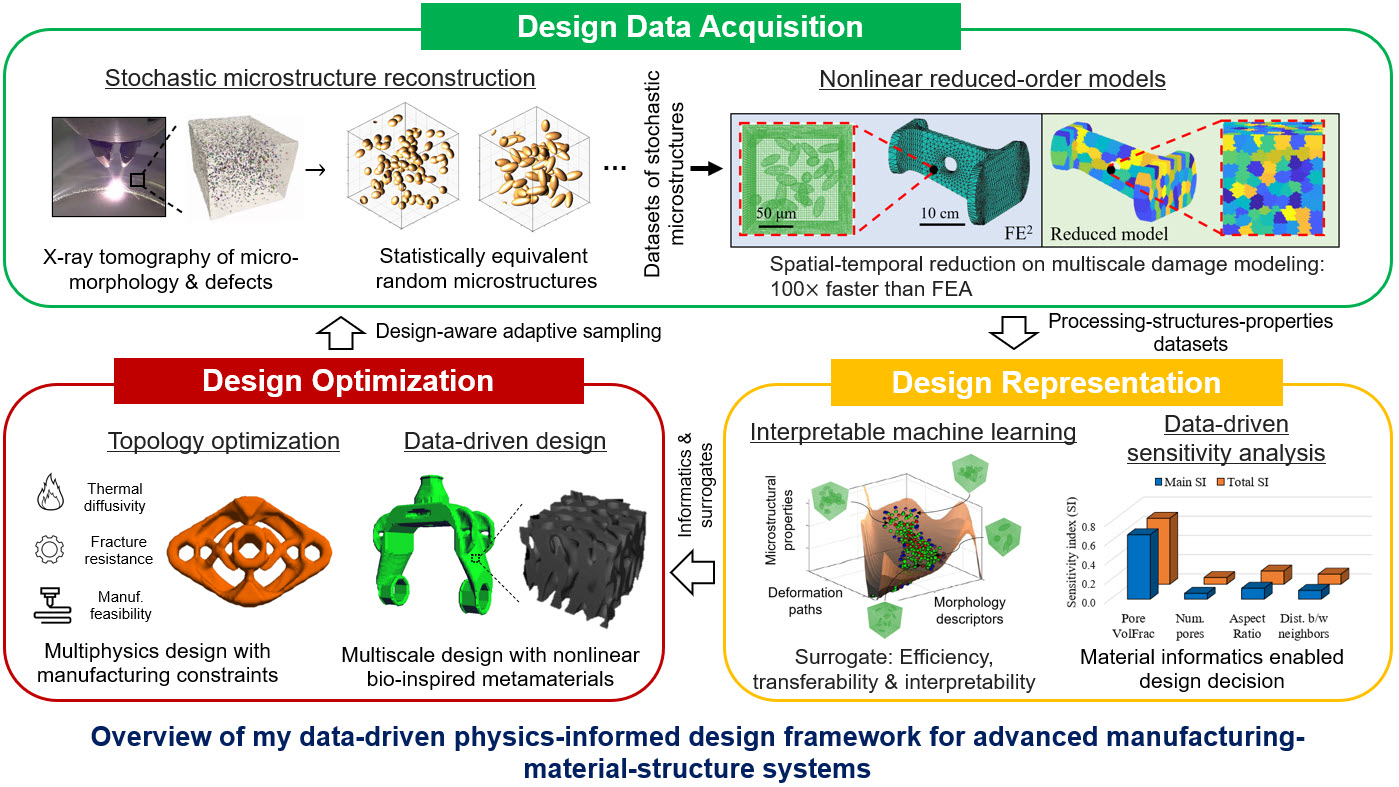 Design Data Acquisition
Stochastic microstructure reconstruction
X-ray tomography of micro-
morphology & defects
Statistically equivalent
random microstructures
...
Datasets of stochastic
microstructures
Nonlinear reduced-order models
50 μm
10 cm
FE²
Reduced model
Spatial-temporal reduction on multiscale damage modeling:
100× faster than FEA
Design-aware adaptive sampling
Processing-structures-properties
datasets
Design Optimization
Topology optimization
Thermal
diffusivity
Fracture
resistance
Manuf.
feasibility
Multiphysics design with
manufacturing constraints
Data-driven design
Multiscale design with nonlinear
bio-inspired metamaterials
Informatics &
surrogates
Design Representation
Interpretable machine learning
Microstructural
properties
Deformation
paths
Morphology
descriptors
Surrogate: Efficiency,
transferability & interpretability
Data-driven
sensitivity analysis
Main SI
Total SI
Sensitivity index (SI)
0.8
0.6
0.4
0.2
0.0
Pore
VolFrac
Num.
pores
Aspect
Ratio
Dist. b/w
neighbors
Material informatics enabled
design decision
Overview of my data-driven physics-informed design framework for advanced manufacturing-
material-structure systems